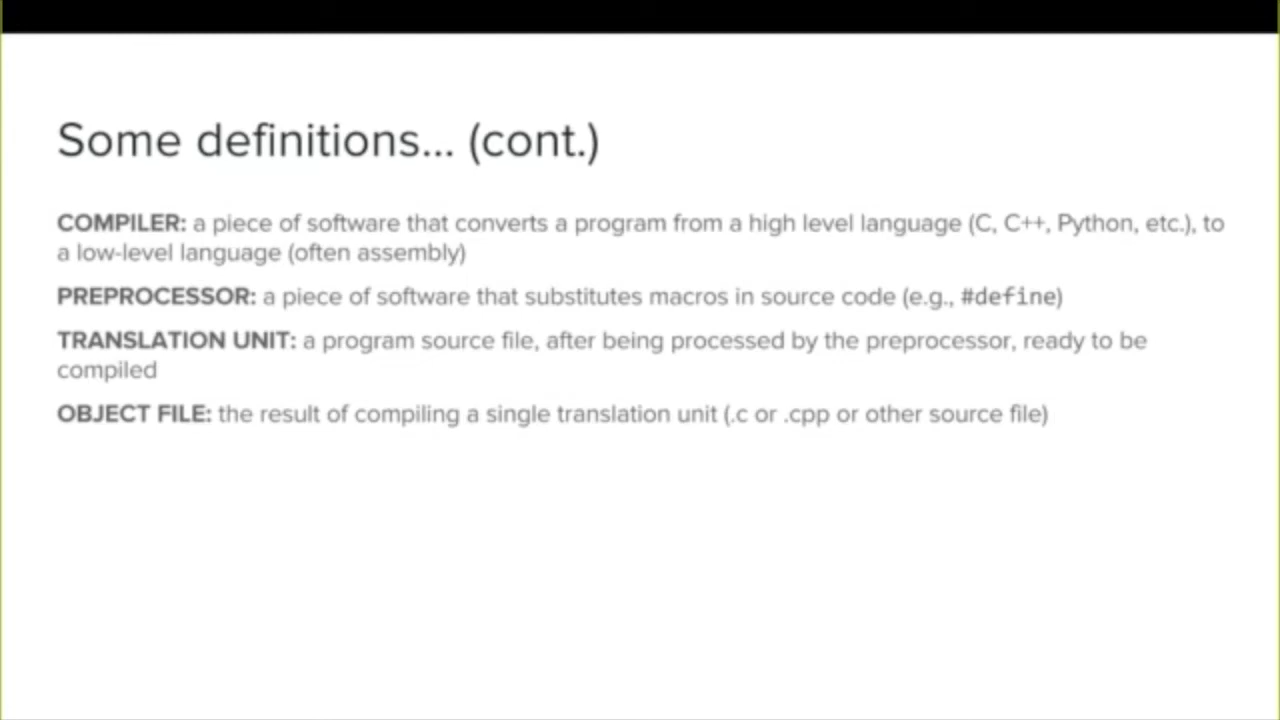 Some definitions... (cont.)
COMPILER: a piece of software that converts a program from a high level language (C, C++, Python, etc.), to
a low-level language (often assembly)
PREPROCESSOR: a piece of software that substitutes macros in source code (e.g., #define)
TRANSLATION UNIT: a program source file, after being processed by the preprocessor, ready to be
compiled
OBJECT FILE: the result of compiling a single translation unit (.c or .cpp or other source file)